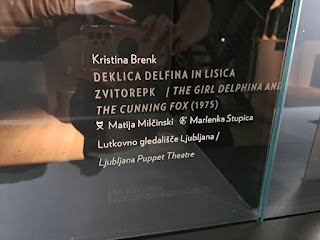 Kristina Brenk
DEKLICA DELFINA IN LISICA
ZVITOREPK / THE GIRL DELPHINA AND
THE CUNNING FOX (1975)
Matija Milčinski Marlenka Stupica
Lutkovno gledališče Ljubljana /
Ljubljana Puppet Theatre